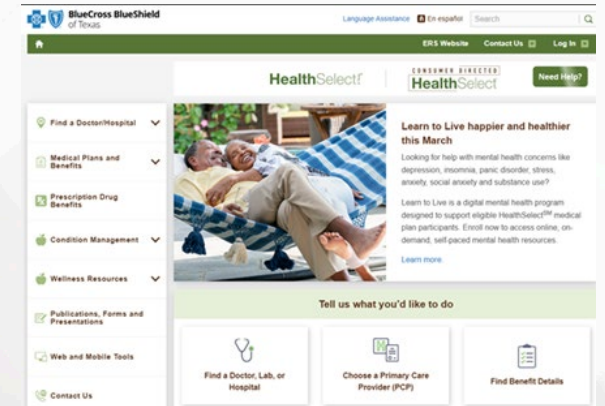 BlueCross BlueShield
of Texas
Language Assistance En español Search
ERS Website Contact Us Log In
HealthSelect
CONSUMER DIRECTED
HealthSelect
Need Help?
Find a Doctor/Hospital
Medical Plans and
Benefits
Prescription Drug
Benefits
Condition Management
Wellness Resources
Publications, Forms and
Presentations
Web and Mobile Tools
Contact Us
Learn to Live happier and healthier
this March
Looking for help with mental health concerns like
depression, insomnia, panic disorder, stress,
anxiety, social anxiety and substance use?
Learn to Live is a digital mental health program
designed to support eligible HealthSelect℠ medical
plan participants. Enroll now to access online, on-
demand, self-paced mental health resources.
Learn more.
Tell us what you'd like to do
Find a Doctor, Lab, or
Hospital
Choose a Primary Care
Provider (PCP)
Find Benefit Details